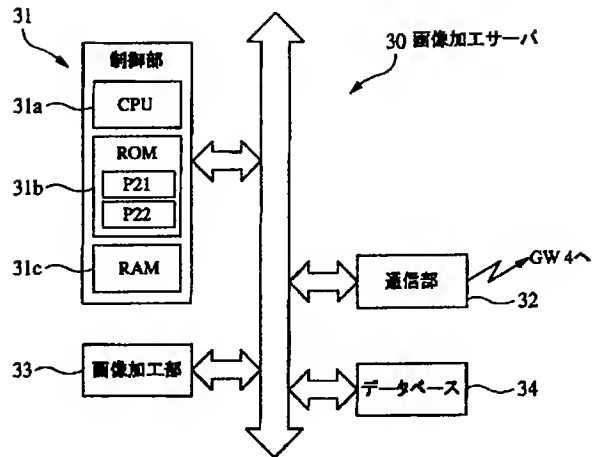 31
制御部
30 画像加工サーバ
31a
CPU
ROM
31b
P21
P22
31c
RAM
GW 4へ
通信部
32
33
画像加工部
データベース
34